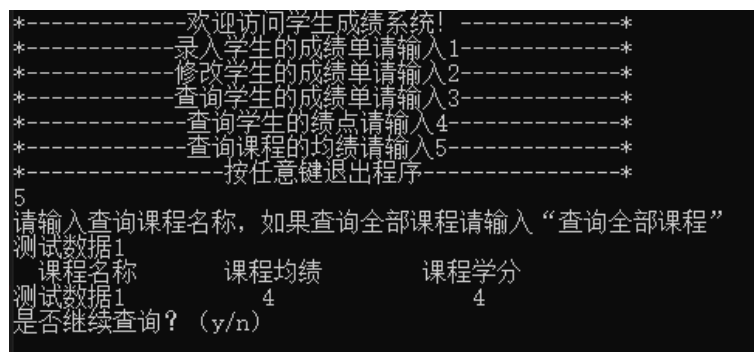 *-------------欢迎访问学生成绩系统! --------------*
*-------------录入学生的成绩单请输入1--------------*
*-------------修改学生的成绩单请输入2--------------*
*-------------查询学生的成绩单请输入3--------------*
*--------------查询学生的绩点请输入4---------------*
*--------------查询课程的均绩请输入5---------------*
*-----------------按任意键退出程序-----------------*
5
请输入查询课程名称，如果查询全部课程请输入“查询全部课程”
测试数据1
课程名称 课程均绩 课程学分
测试数据1 4 4
是否继续查询？（y/n）